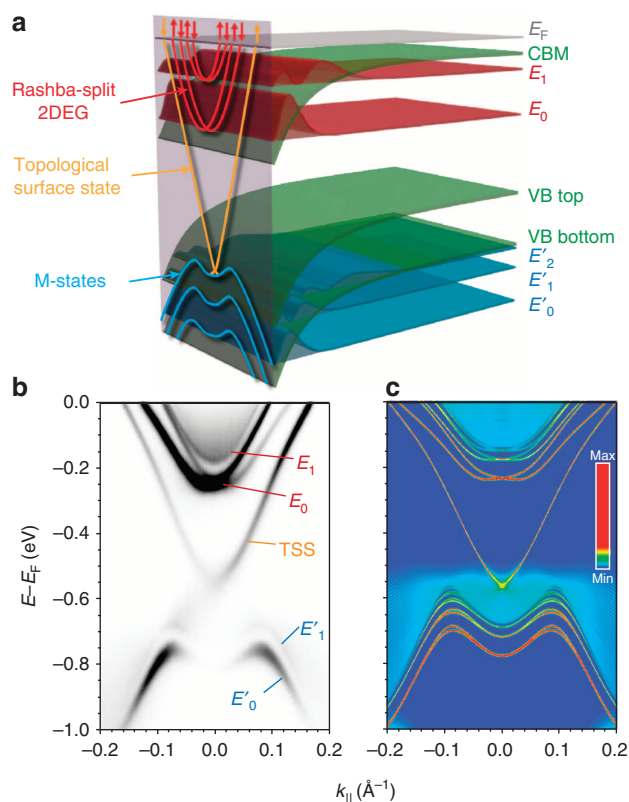 a
E_F
CBM
E_1
E_0
Rashba-split
2DEG
Topological
surface state
VB top
VB bottom
M-states
E'_2
E'_1
E'_0
b
c
0.0
−0.2
−0.4
−0.6
−0.8
−1.0
E–E_F (eV)
E_1
E_0
TSS
E'_1
E'_0
Max
Min
−0.2 −0.1 0.0 0.1 0.2
−0.2 −0.1 0.0 0.1 0.2
k_|| (Å⁻¹)